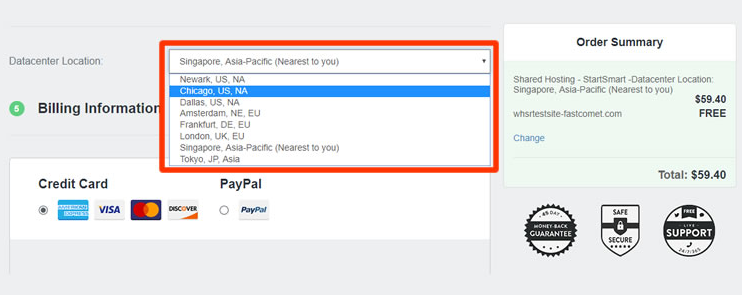 Datacenter Location:
Singapore, Asia-Pacific (Nearest to you)
Newark, US, NA
Chicago, US, NA
Dallas, US, NA
Amsterdam, NE, EU
Frankfurt, DE, EU
London, UK, EU
Singapore, Asia-Pacific (Nearest to you)
Tokyo, JP, Asia
5 Billing Information
Credit Card
PayPal
AMERICAN EXPRESS
VISA
MasterCard
DISCOVER
PayPal
Order Summary
Shared Hosting - StartSmart -Datacenter Location:
Singapore, Asia-Pacific (Nearest to you)
$59.40
whsrtestsite-fastcomet.com
FREE
Change
Total: $59.40
45 DAY
MONEY-BACK
GUARANTEE
SAFE
SECURE
FREE
LIVE
SUPPORT
24/7/365